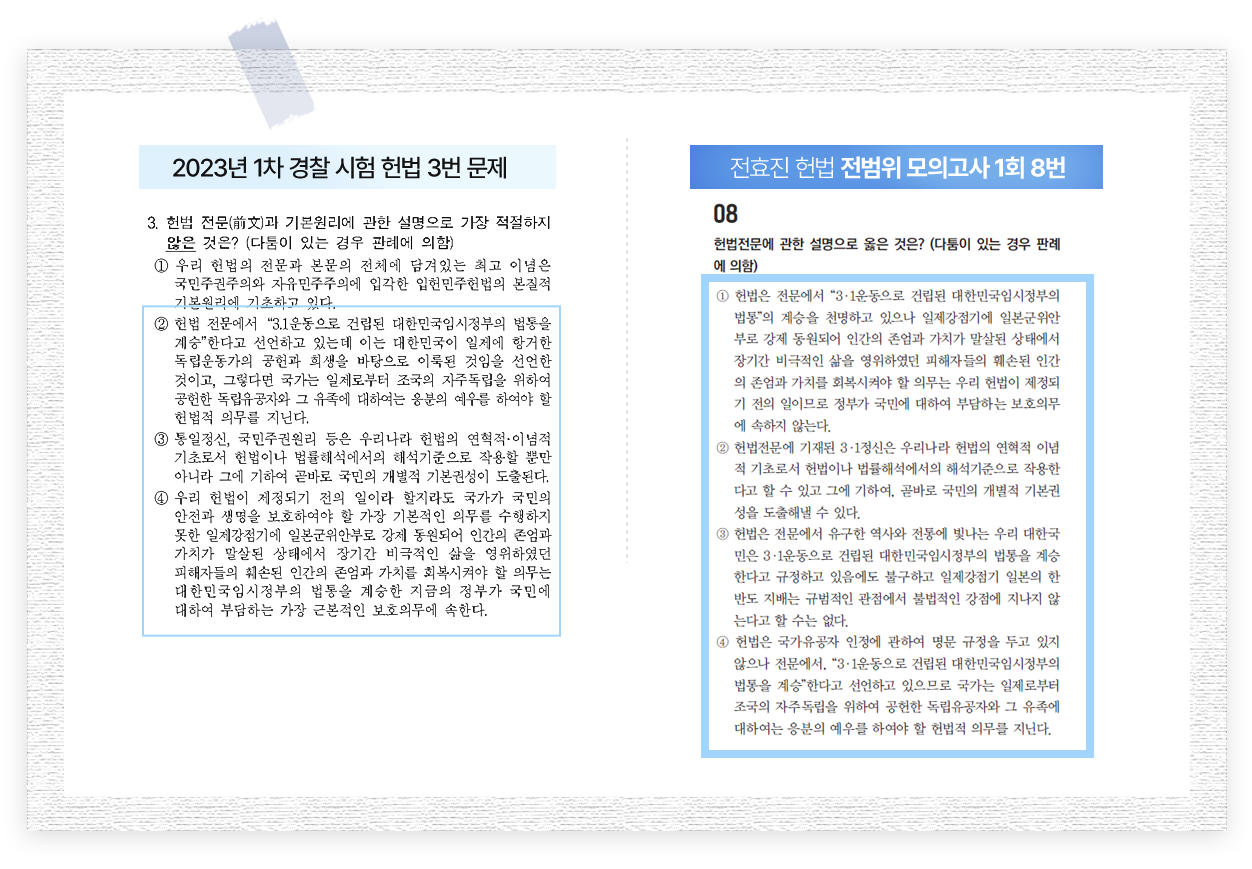 2023년 1차 경찰 시험 헌법 3번 문제
3. 헌법 전문(前文)과 기본원리에 관한 설명으로 가장 적절하지
않은 것은? (다툼이 있는 경우 판례에 의함)
① 우리 헌법의 전문과 본문의 전체에 담겨있는 최고 이념은
국민주권주의와 자유민주주의에 입각한 입헌민주헌법의 본질적
기본원리에 기초하고 있다.
② 헌법 전문에서 “3.1운동으로 건립된 대한민국임시정부의 법통을
계승”한다고 선언하고 있는데 이는 대한민국이 일제에 항거한
독립운동가의 공헌과 희생을 바탕으로 이룩된 것임을 선언한
것이고, 그렇다면 국가는 일제로부터 조국의 자주독립을 위하여
공헌한 독립유공자와 그 유족에 대하여는 응분의 예우를 하여야 할
헌법적 의무를 지닌다.
③ 통일정신, 국민주권원리 등은 우리나라 헌법의 연혁적·이념적
기초로서 헌법이나 법률해석에서의 해석기준으로 작용할 뿐만
아니라 그에 기하여 곧바로 국민의 개별적 기본권성이 도출된다.
④ 우리 헌법이 제정되기 전의 일이라 할지라도 국가가 국민의
안전과 생명을 보호하여야 할 가장 기본적인 의무를 수행하지
못한 일제강점기에 일본군위안부로 강제 동원되어 인간의 존엄과
가치가 말살된 상태에서 장기간 비극적인 삶을 영위하였던
피해자들의 훼손된 인간의 존엄과 가치를 회복시켜야 할 의무는
대한민국임시정부의 법통을 계승한 지금의 정부가 국민에
대하여 부담하는 가장 근본적인 보호의무에 속한다.
전효진 헌법 전범위 모의고사 1회 8번
08
헌법전문에 관한 설명으로 옳은 것은? (다툼이 있는 경우 판례
에 의함)
① 헌법은 전문에서 “3·1운동으로 건립된 대한민국임시정부의
법통”의 계승을 천명하고 있으나 일제강점기에 일본군위안
부로 강제 동원되어 인간의 존엄과 가치가 말살된 상태에서
장기간 비극적인 삶을 영위하였던 피해자들의 훼손된 인간
의 존엄과 가치를 회복시켜야 할 의무는 우리 헌법이 제정되
기 전의 일이므로 정부가 국민에 대하여 부담하는 보호의무
에 속하지 않는다.
② 헌법전문에 기재된 3·1정신은 우리나라 헌법의 연혁적 이념
적 기초로서 헌법이나 법률해석에서의 해석기준으로 작용한
다고 할 수 있고 그에 기하여, 곧바로 국민의 개별적 기본권
성을 도출해낼 수 있다.
③ 헌법은 전문에서 유구한 역사와 전통에 빛나는 우리 대한국
민은 3·1운동으로 건립된 대한민국임시정부의 법통을 계승
한다고 규정하고 있음에도 불구하고 일제강점기 일본의 한
반도 지배는 규범적인 관점에서 불법적인 강점에 지나지 않
는다고 할 수는 없다.
④ 헌법은 국가유공자 인정에 관하여 명문 규정을 두고 있지
않으나 전문에서, “3·1운동으로 건립된 대한민국임시정부의
법통을 계승”한다고 선언하고 있으므로 국가는 일제로부터
조국의 자주독립을 위하여 공헌한 독립유공자와 그 유족에
대하여는 응분의 예우를 하여야 할 헌법적 의무를 지닌다.